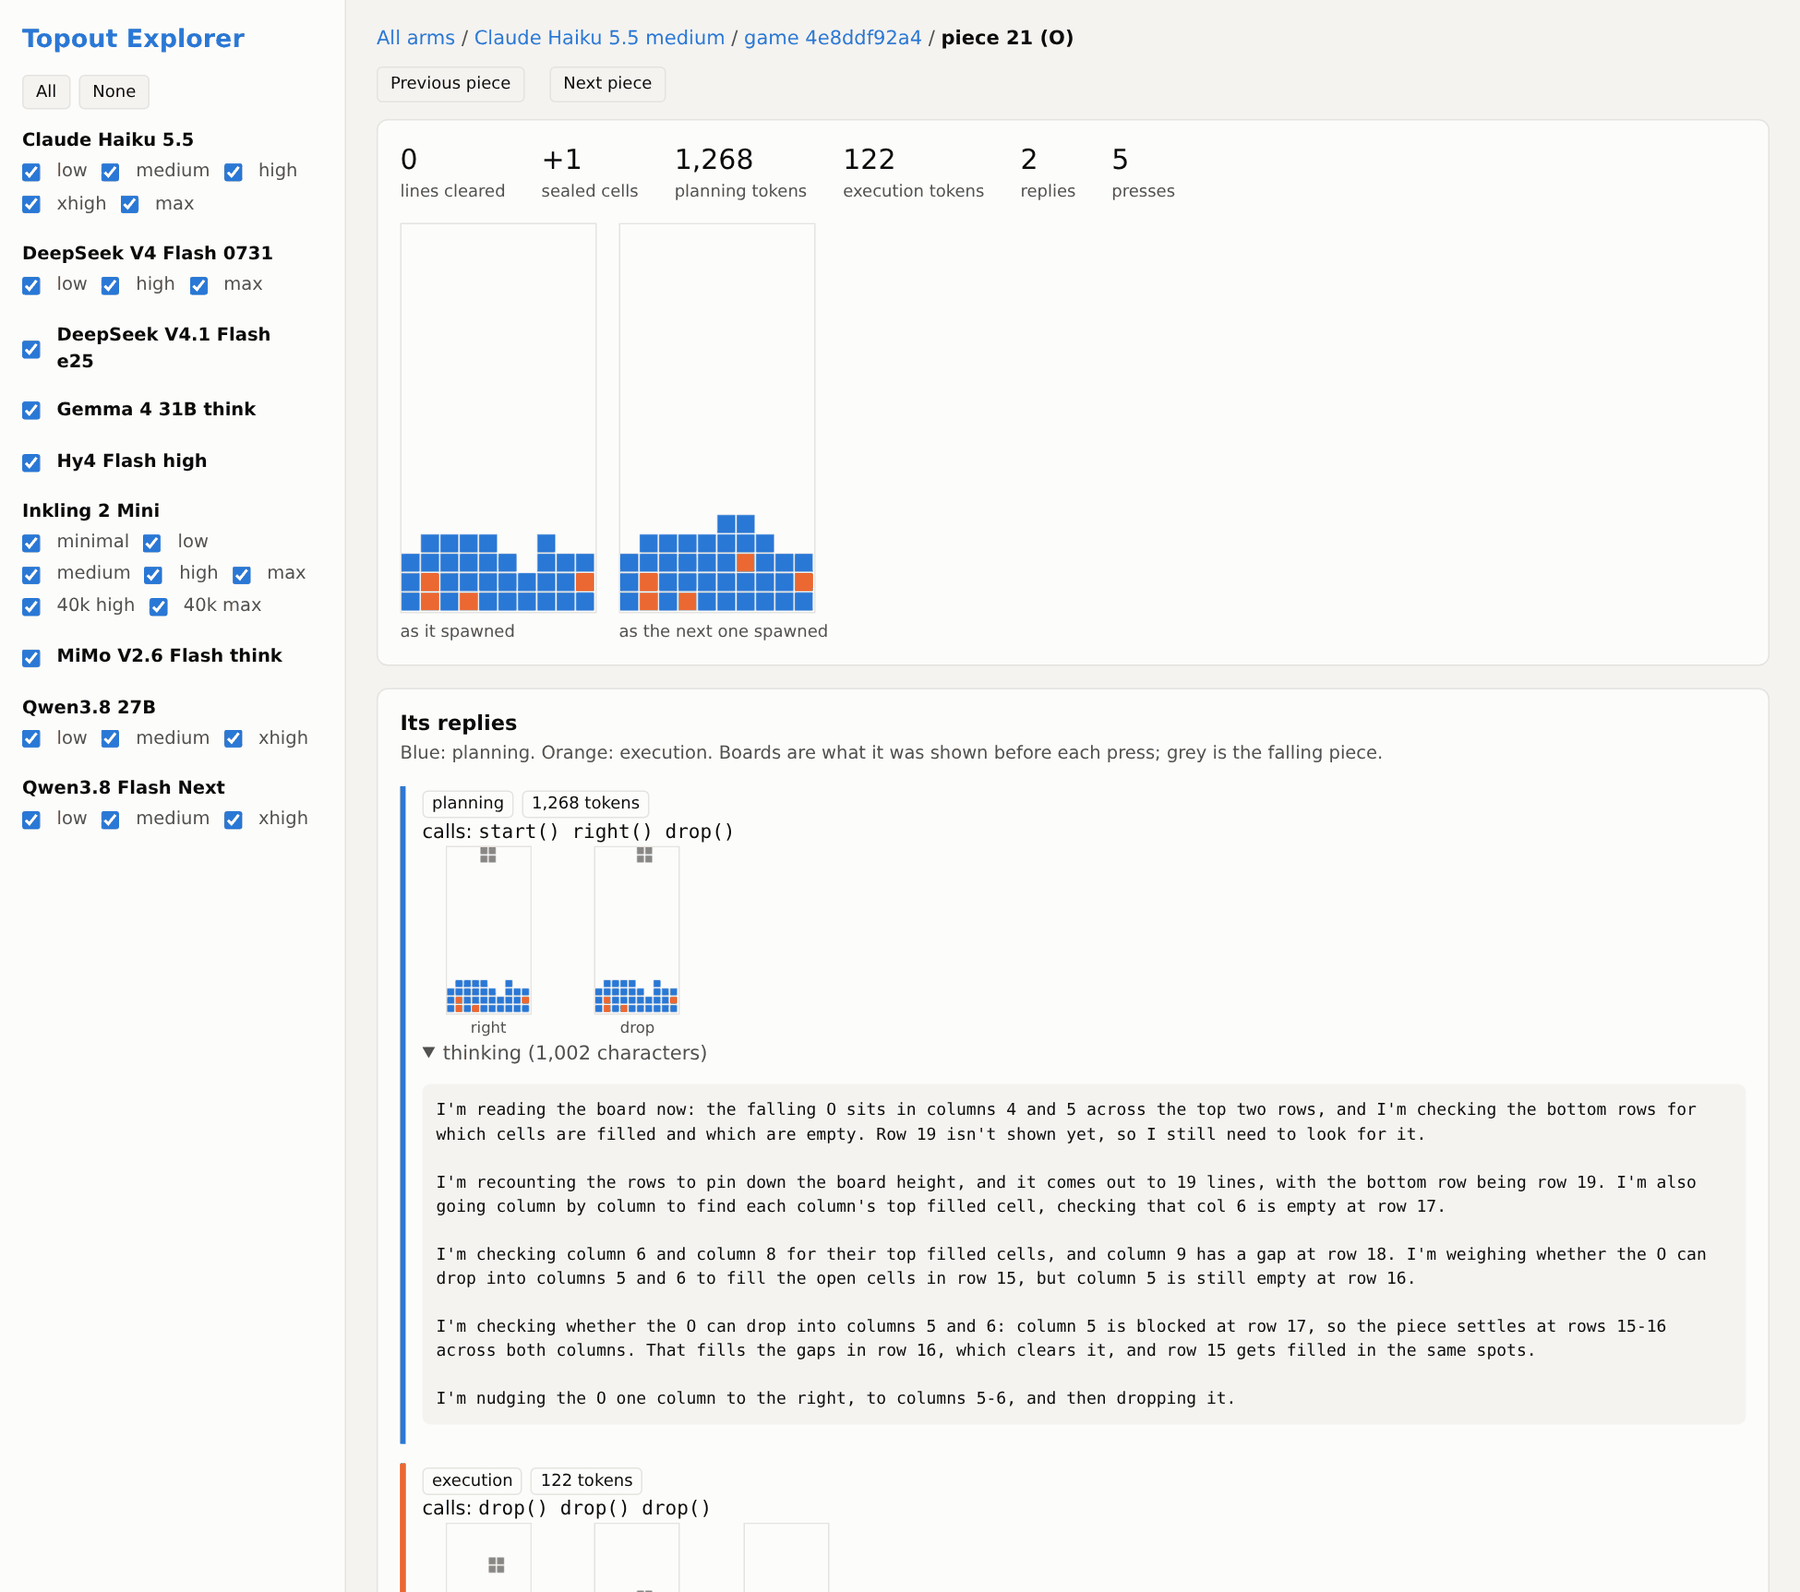 Topout Explorer
All None
Claude Haiku 5.5
low medium high
xhigh max
DeepSeek V4 Flash 0731
low high max
DeepSeek V4.1 Flash
e25
Gemma 4 31B think
Hy4 Flash high
Inkling 2 Mini
minimal low
medium high max
40k high 40k max
MiMo V2.6 Flash think
Qwen3.8 27B
low medium xhigh
Qwen3.8 Flash Next
low medium xhigh
All arms / Claude Haiku 5.5 medium / game 4e8ddf92a4 / piece 21 (O)
Previous piece Next piece
0 +1 1,268 122 2 5
lines cleared sealed cells planning tokens execution tokens replies presses
as it spawned as the next one spawned
Its replies
Blue: planning. Orange: execution. Boards are what it was shown before each press; grey is the falling piece.
planning 1,268 tokens
calls: start() right() drop()
right drop
▼ thinking (1,002 characters)
I'm reading the board now: the falling O sits in columns 4 and 5 across the top two rows, and I'm checking the bottom rows for
which cells are filled and which are empty. Row 19 isn't shown yet, so I still need to look for it.
I'm recounting the rows to pin down the board height, and it comes out to 19 lines, with the bottom row being row 19. I'm also
going column by column to find each column's top filled cell, checking that col 6 is empty at row 17.
I'm checking column 6 and column 8 for their top filled cells, and column 9 has a gap at row 18. I'm weighing whether the O can
drop into columns 5 and 6 to fill the open cells in row 15, but column 5 is still empty at row 16.
I'm checking whether the O can drop into columns 5 and 6: column 5 is blocked at row 17, so the piece settles at rows 15-16
across both columns. That fills the gaps in row 16, which clears it, and row 15 gets filled in the same spots.
I'm nudging the O one column to the right, to columns 5-6, and then dropping it.
execution 122 tokens
calls: drop() drop() drop()